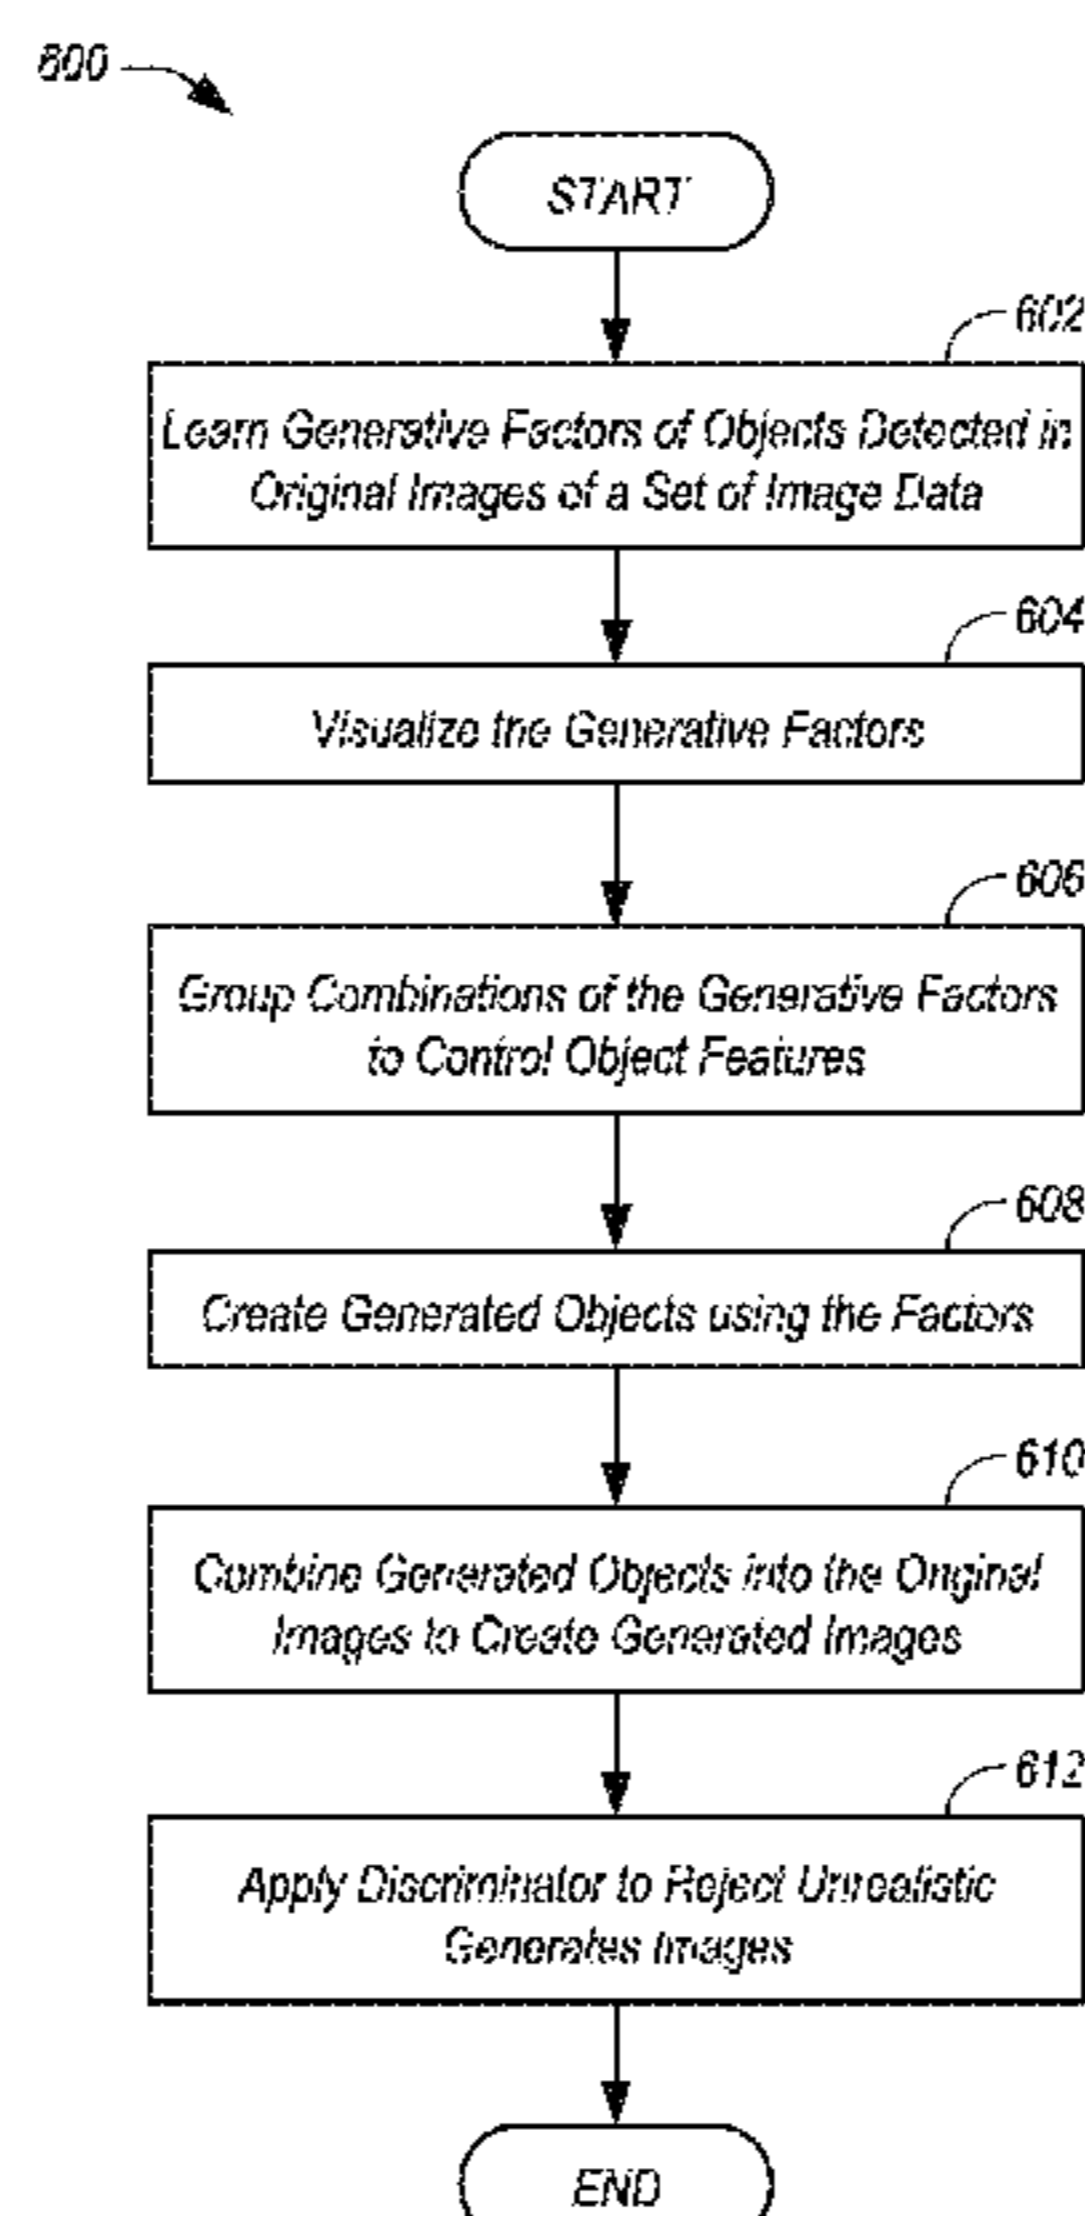 600
START
602
Learn Generative Factors of Objects Detected in
Original Images of a Set of Image Data
604
Visualize the Generative Factors
606
Group Combinations of the Generative Factors
to Control Object Features
608
Create Generated Objects using the Factors
610
Combine Generated Objects into the Original
Images to Create Generated Images
612
Apply Discriminator to Reject Unrealistic
Generates Images
END